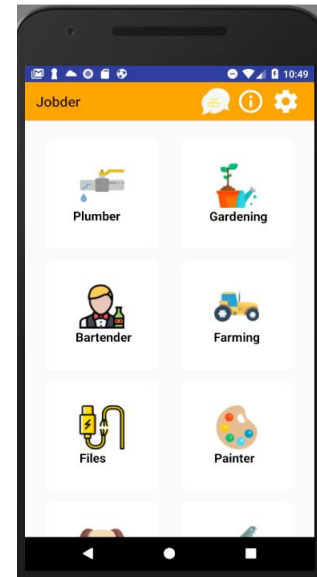 10:49
Jobder
Plumber
Gardening
Bartender
Farming
Files
Painter